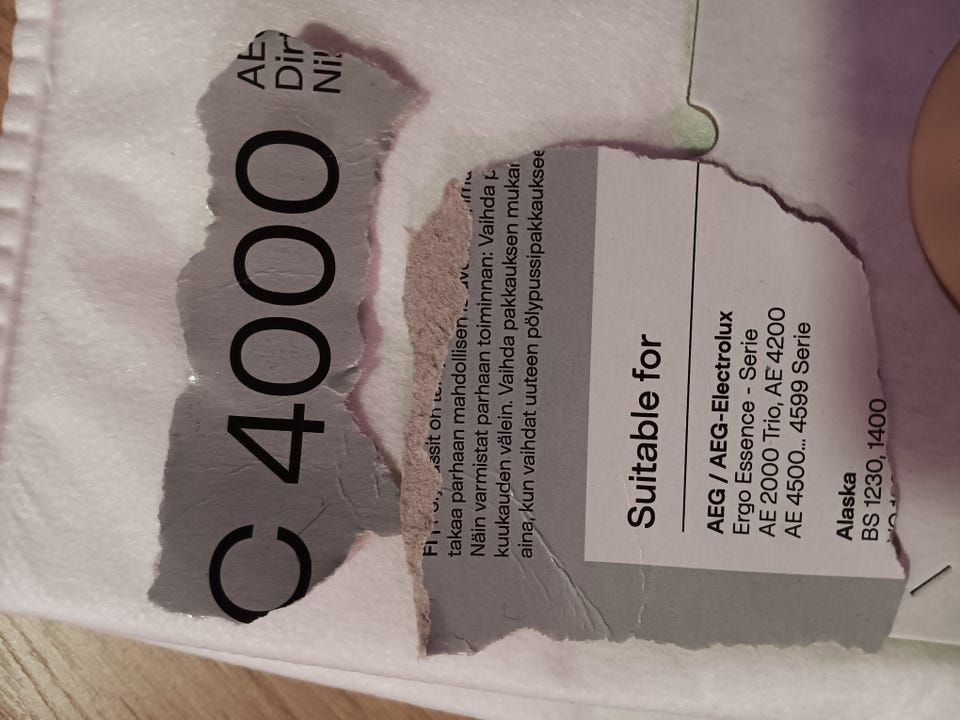 C 4000
takaa parhaan mahdollisen
Näin varmistat parhaan toiminnan: Vaihda
kuukauden välein. Vaihda pakkauksen
aina, kun vaihdat uuteen pölypussipakkaukseen
Suitable for
AEG / AEG-Electrolux
Ergo Essence - Serie
AE 2000 Trio, AE 4200
AE 4500... 4599 Serie
Alaska
BS 1230, 1400